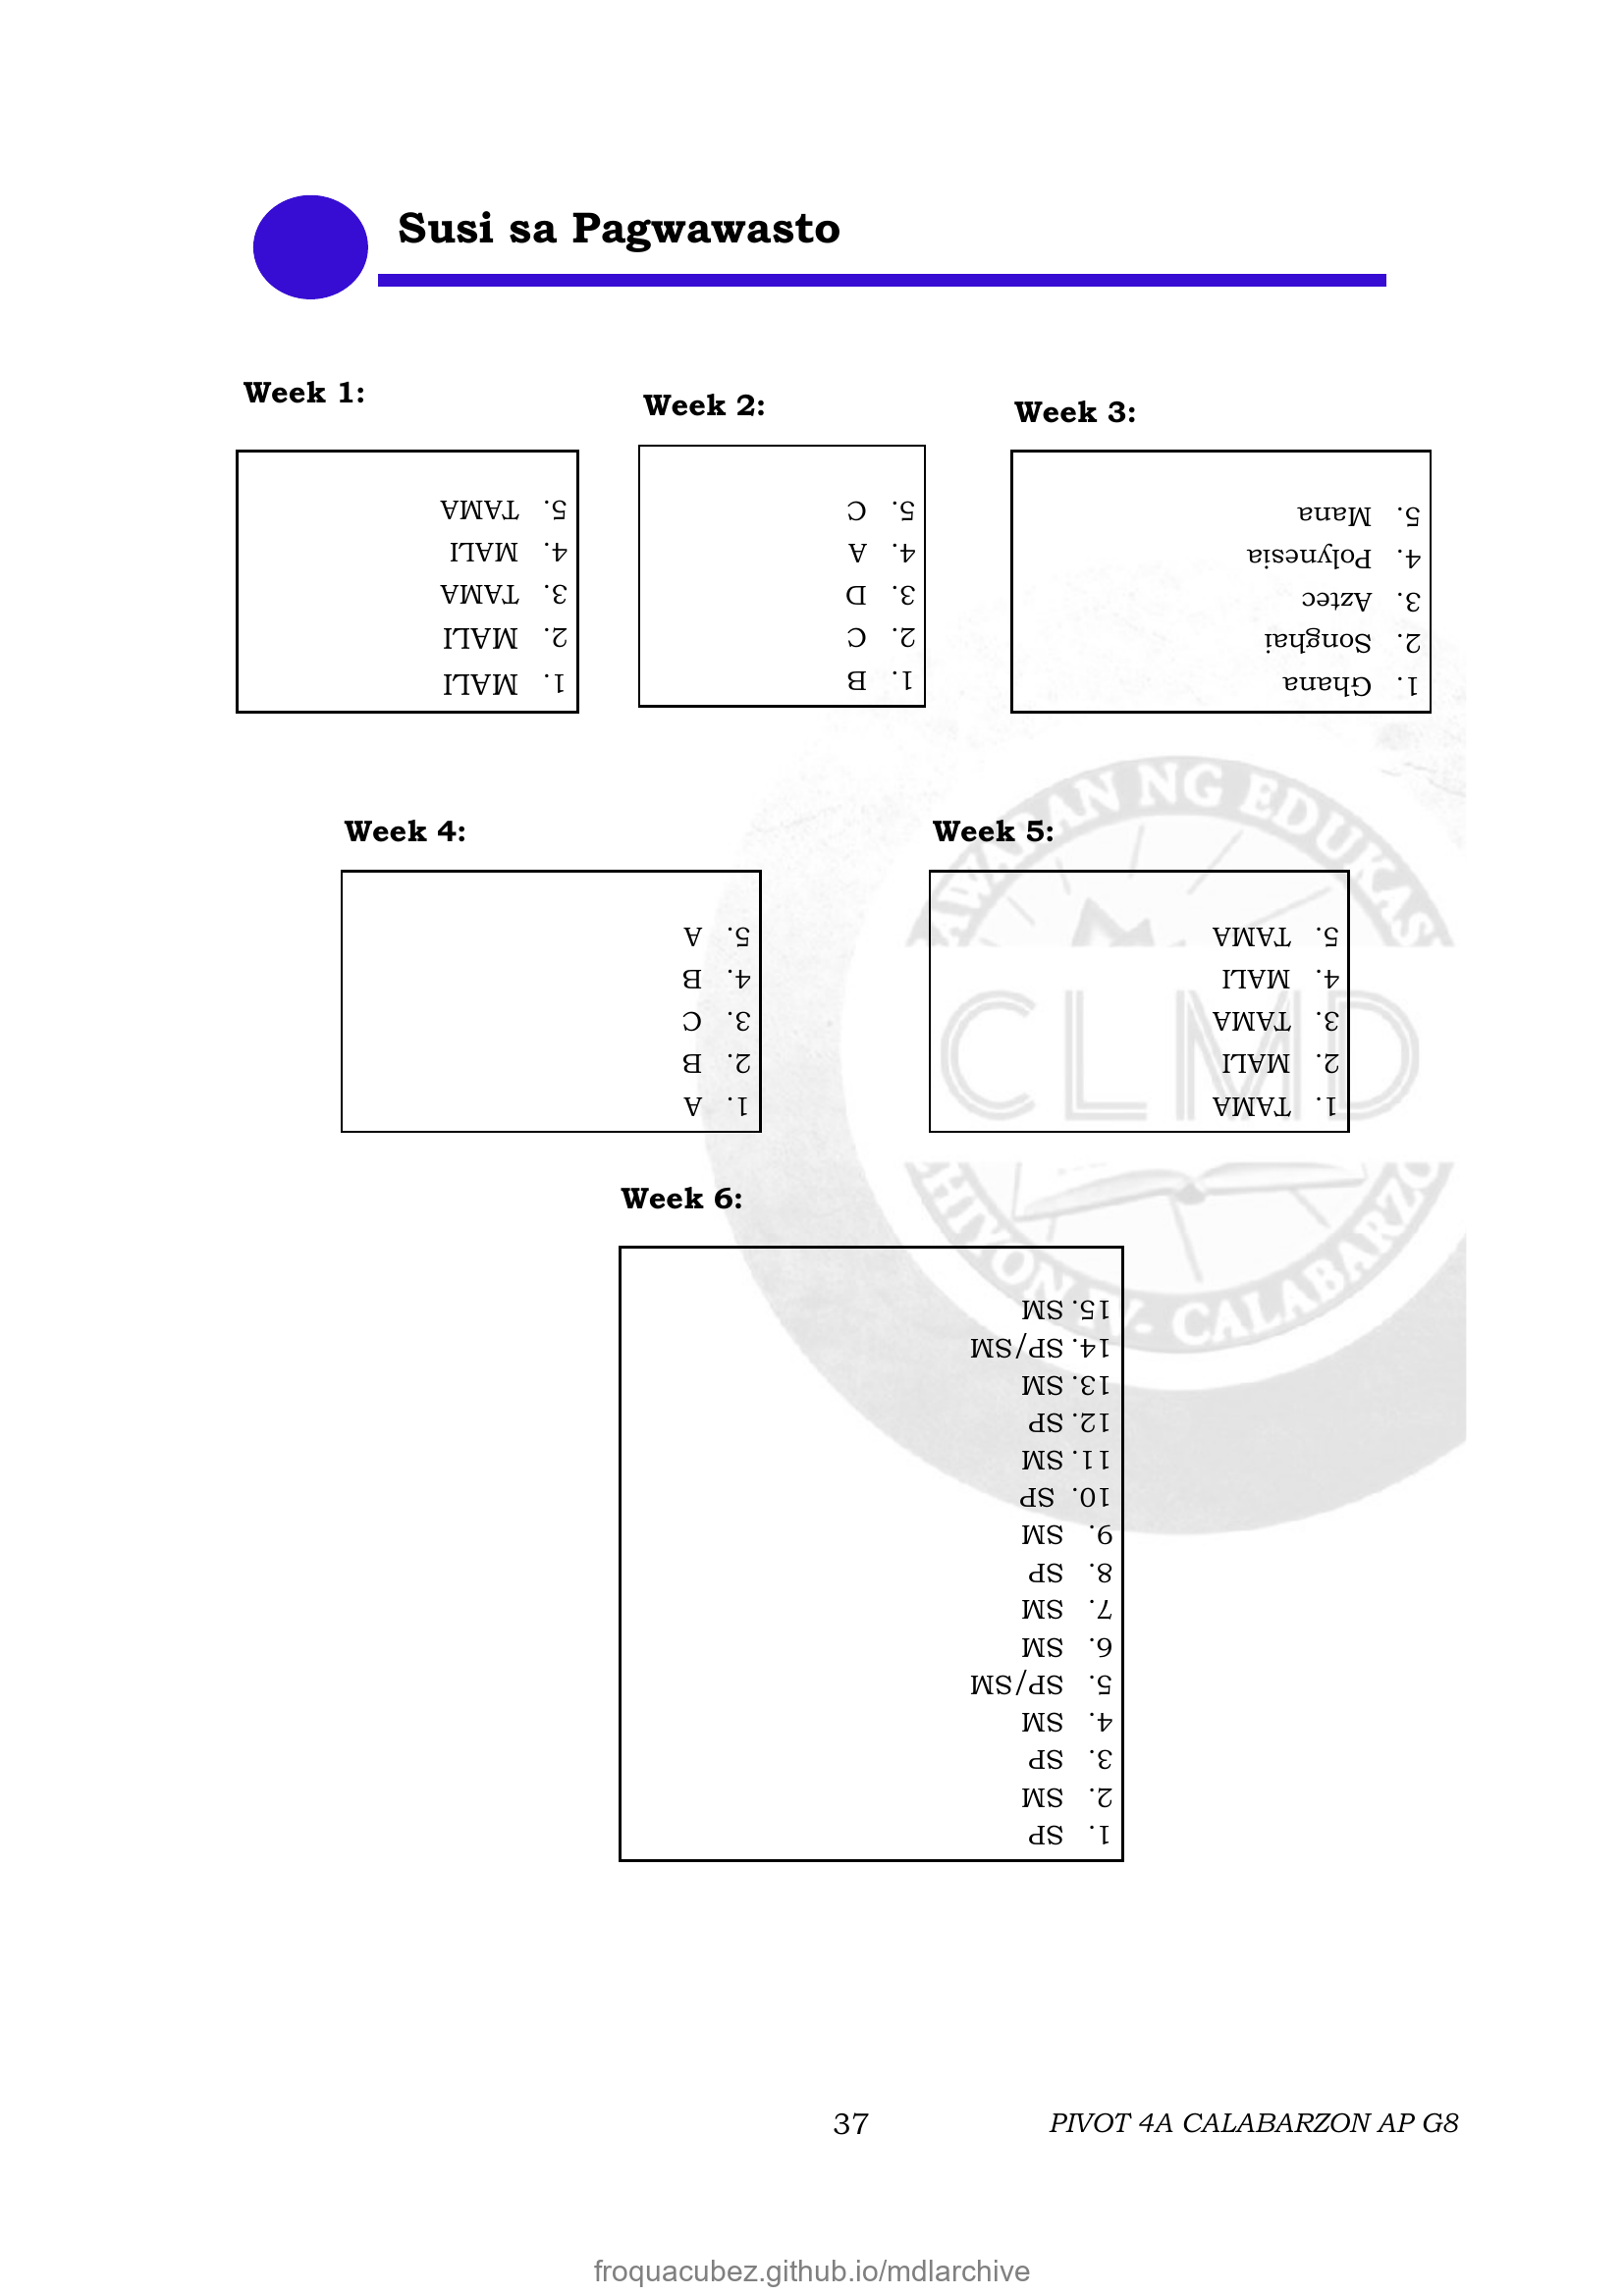 Susi sa Pagwawasto
Week 1:
1. MALI
2. MALI
3. TAMA
4. MALI
5. TAMA
Week 2:
1. B
2. C
3. D
4. A
5. C
Week 3:
1. Ghana
2. Songhai
3. Aztec
4. Polynesia
5. Mana
Week 4:
1. A
2. B
3. C
4. B
5. A
Week 5:
1. TAMA
2. MALI
3. TAMA
4. MALI
5. TAMA
Week 6:
1. SP
2. SM
3. SP
4. SM
5. SP/SM
6. SM
7. SM
8. SP
9. SM
10. SP
11. SM
12. SP
13. SM
14. SP/SM
15. SM
NG EDUKAS
CLMD
IV- CALABARZO
37
PIVOT 4A CALABARZON AP G8
froquacubez.github.io/mdlarchive